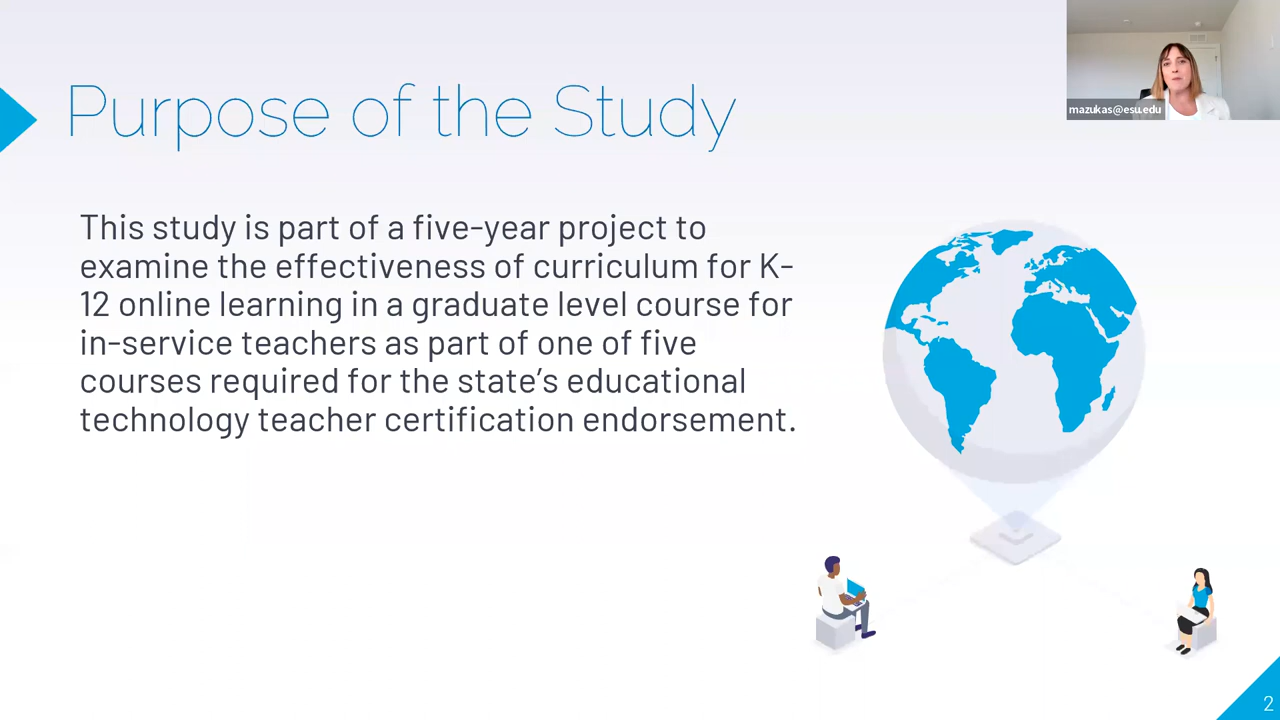 Purpose of the Study
mazukas@esu.edu
This study is part of a five-year project to
examine the effectiveness of curriculum for K-
12 online learning in a graduate level course for
in-service teachers as part of one of five
courses required for the state's educational
technology teacher certification endorsement.
2